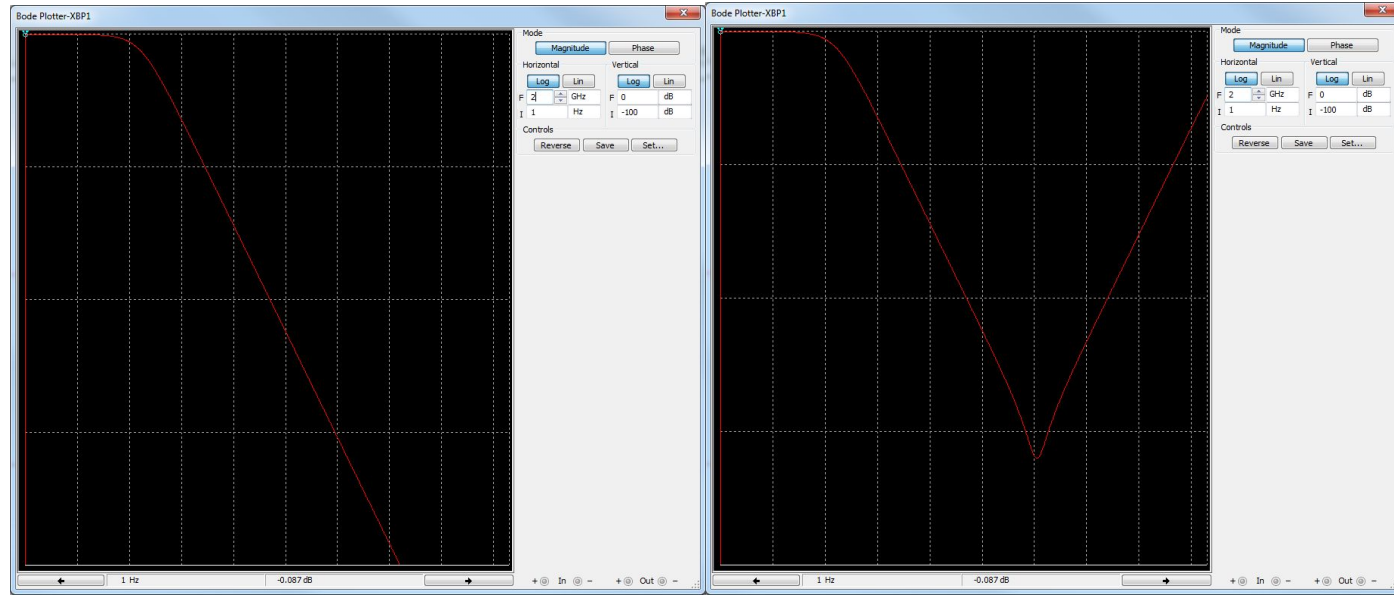 Bode Plotter-XBP1
Mode
Magnitude Phase
Horizontal Vertical
Log Lin Log Lin
F 2 GHz F 0 dB
I 1 Hz I -100 dB
Controls
Reverse Save Set...
1 Hz -0.087 dB
+ In - + Out -
Bode Plotter-XBP1
Mode
Magnitude Phase
Horizontal Vertical
Log Lin Log Lin
F 2 GHz F 0 dB
I 1 Hz I -100 dB
Controls
Reverse Save Set...
1 Hz -0.087 dB
+ In - + Out -